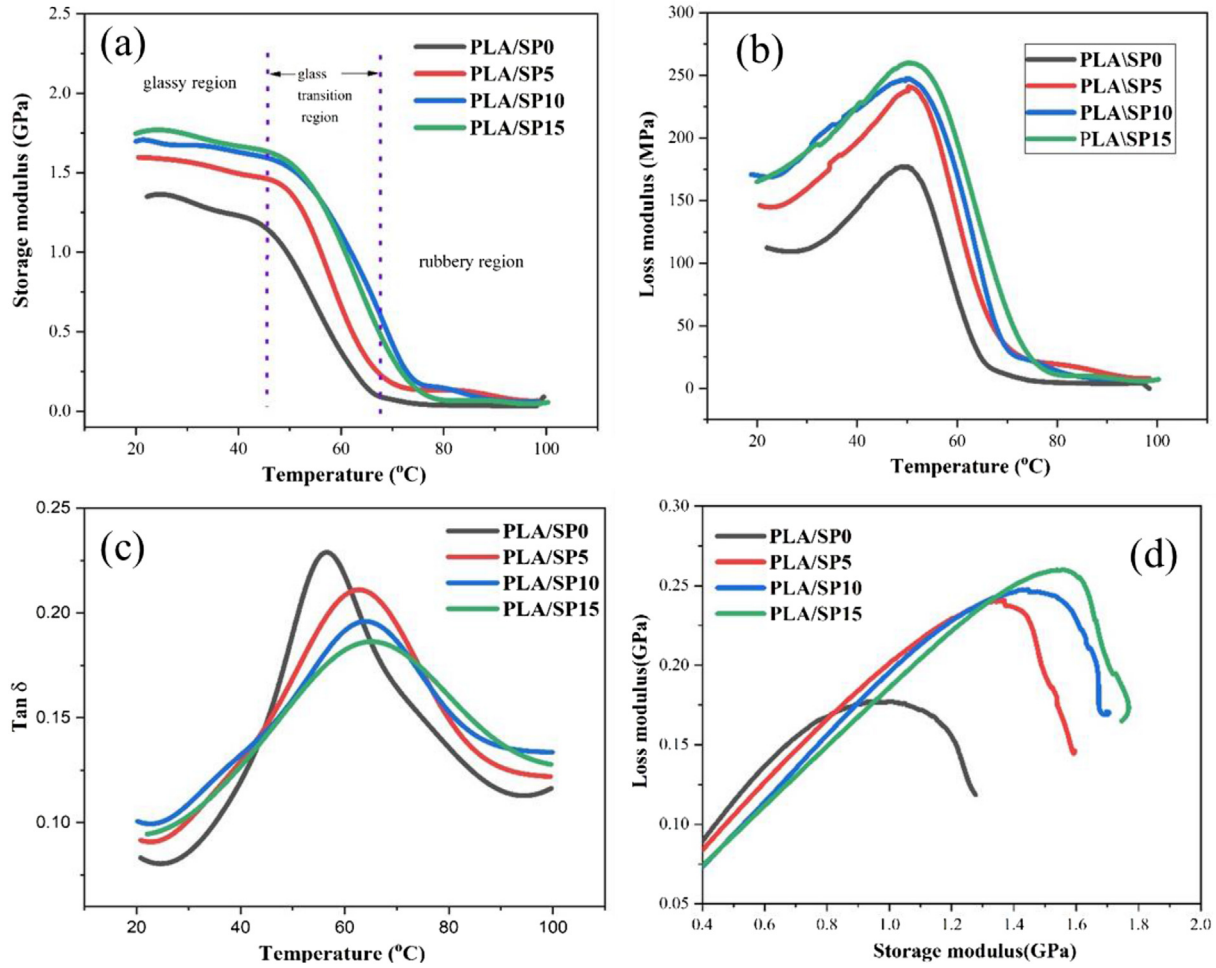 (a)
PLA/SP0
PLA/SP5
PLA/SP10
PLA/SP15
glassy region
glass
transition
region
rubbery region
2.5
2.0
1.5
1.0
0.5
0.0
Storage modulus (GPa)
20
40
60
80
100
Temperature (°C)
(b)
PLA\SP0
PLA\SP5
PLA\SP10
PLA\SP15
300
250
200
150
100
50
0
Loss modulus (MPa)
20
40
60
80
100
Temperature (°C)
(c)
PLA/SP0
PLA/SP5
PLA/SP10
PLA/SP15
0.25
0.20
0.15
0.10
Tan δ
20
40
60
80
100
Temperature (°C)
(d)
PLA/SP0
PLA/SP5
PLA/SP10
PLA/SP15
0.30
0.25
0.20
0.15
0.10
0.05
Loss modulus(GPa)
0.4
0.6
0.8
1.0
1.2
1.4
1.6
1.8
2.0
Storage modulus(GPa)